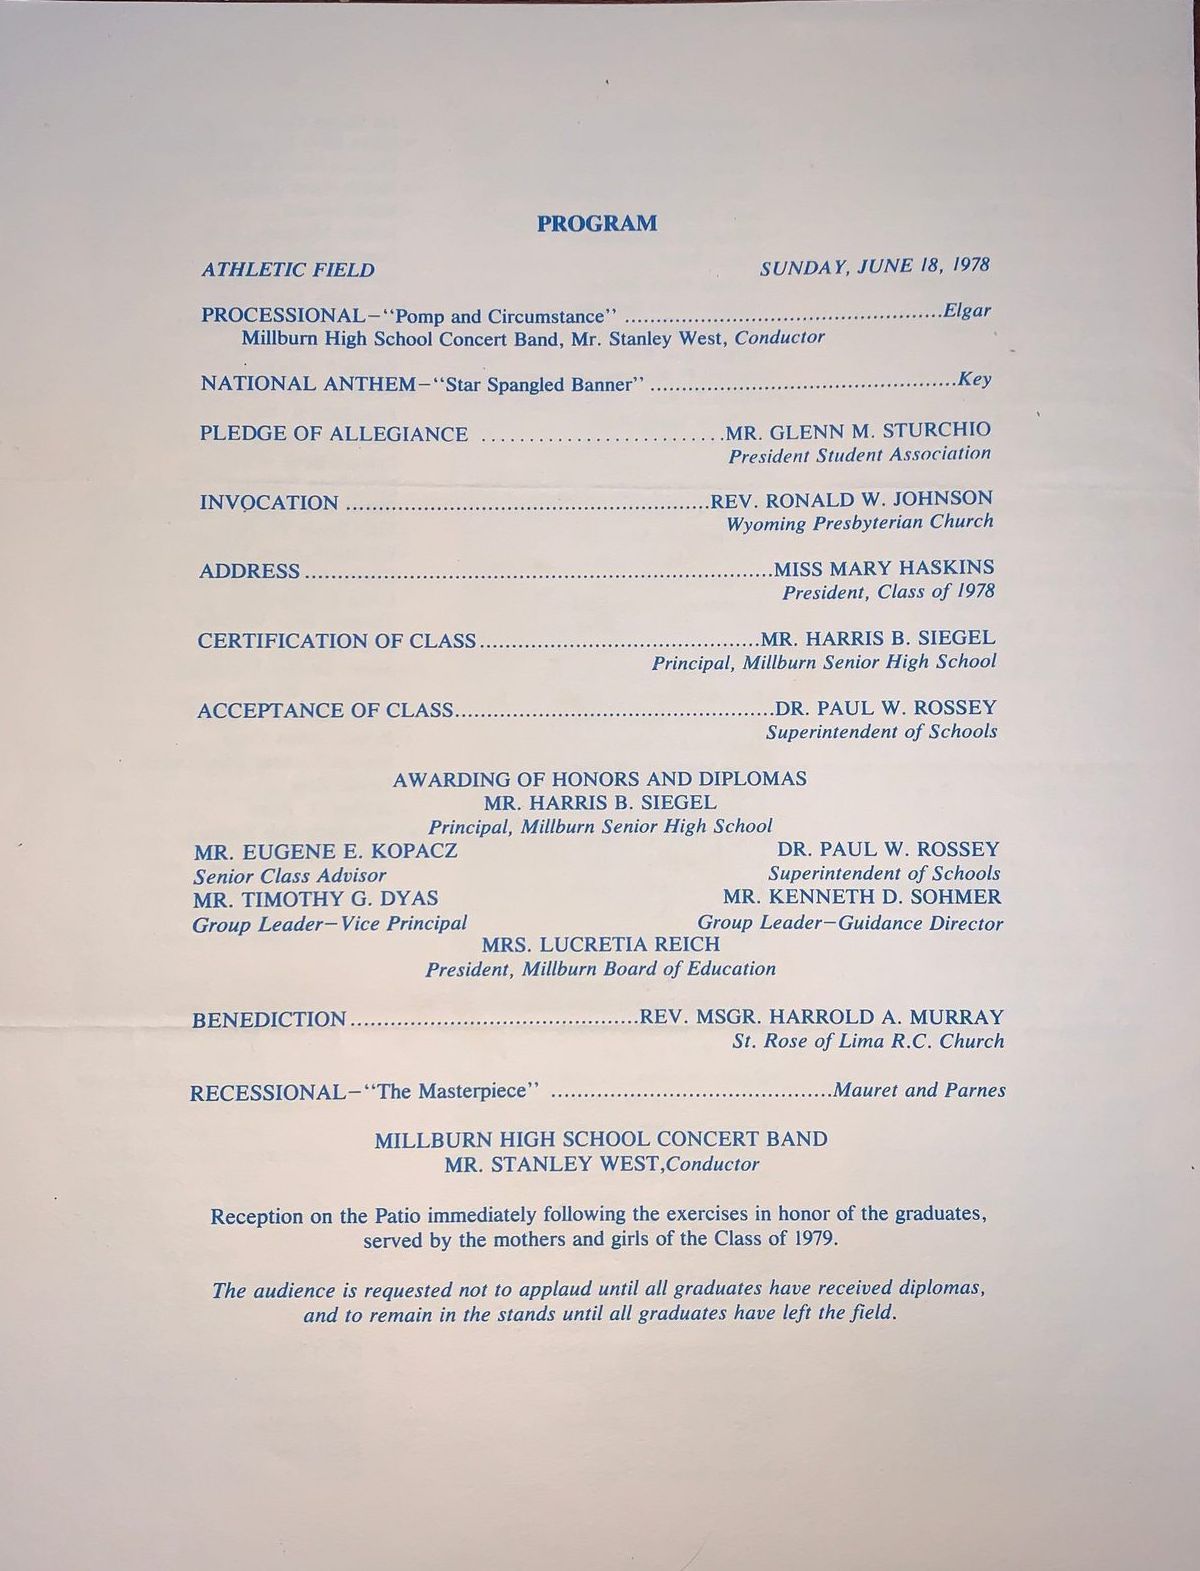 PROGRAM
ATHLETIC FIELD SUNDAY, JUNE 18, 1978
PROCESSIONAL—“Pomp and Circumstance” ................................................Elgar
Millburn High School Concert Band, Mr. Stanley West, Conductor
NATIONAL ANTHEM—“Star Spangled Banner” ..............................................Key
PLEDGE OF ALLEGIANCE ..........................MR. GLENN M. STURCHIO
President Student Association
INVOCATION .......................................................REV. RONALD W. JOHNSON
Wyoming Presbyterian Church
ADDRESS .......................................................................MISS MARY HASKINS
President, Class of 1978
CERTIFICATION OF CLASS..........................................MR. HARRIS B. SIEGEL
Principal, Millburn Senior High School
ACCEPTANCE OF CLASS................................................DR. PAUL W. ROSSEY
Superintendent of Schools
AWARDING OF HONORS AND DIPLOMAS
MR. HARRIS B. SIEGEL
Principal, Millburn Senior High School
MR. EUGENE E. KOPACZ DR. PAUL W. ROSSEY
Senior Class Advisor Superintendent of Schools
MR. TIMOTHY G. DYAS MR. KENNETH D. SOHMER
Group Leader—Vice Principal Group Leader—Guidance Director
MRS. LUCRETIA REICH
President, Millburn Board of Education
BENEDICTION...........................................REV. MSGR. HARROLD A. MURRAY
St. Rose of Lima R.C. Church
RECESSIONAL—“The Masterpiece” ...........................................Mauret and Parnes
MILLBURN HIGH SCHOOL CONCERT BAND
MR. STANLEY WEST,Conductor
Reception on the Patio immediately following the exercises in honor of the graduates,
served by the mothers and girls of the Class of 1979.
The audience is requested not to applaud until all graduates have received diplomas,
and to remain in the stands until all graduates have left the field.